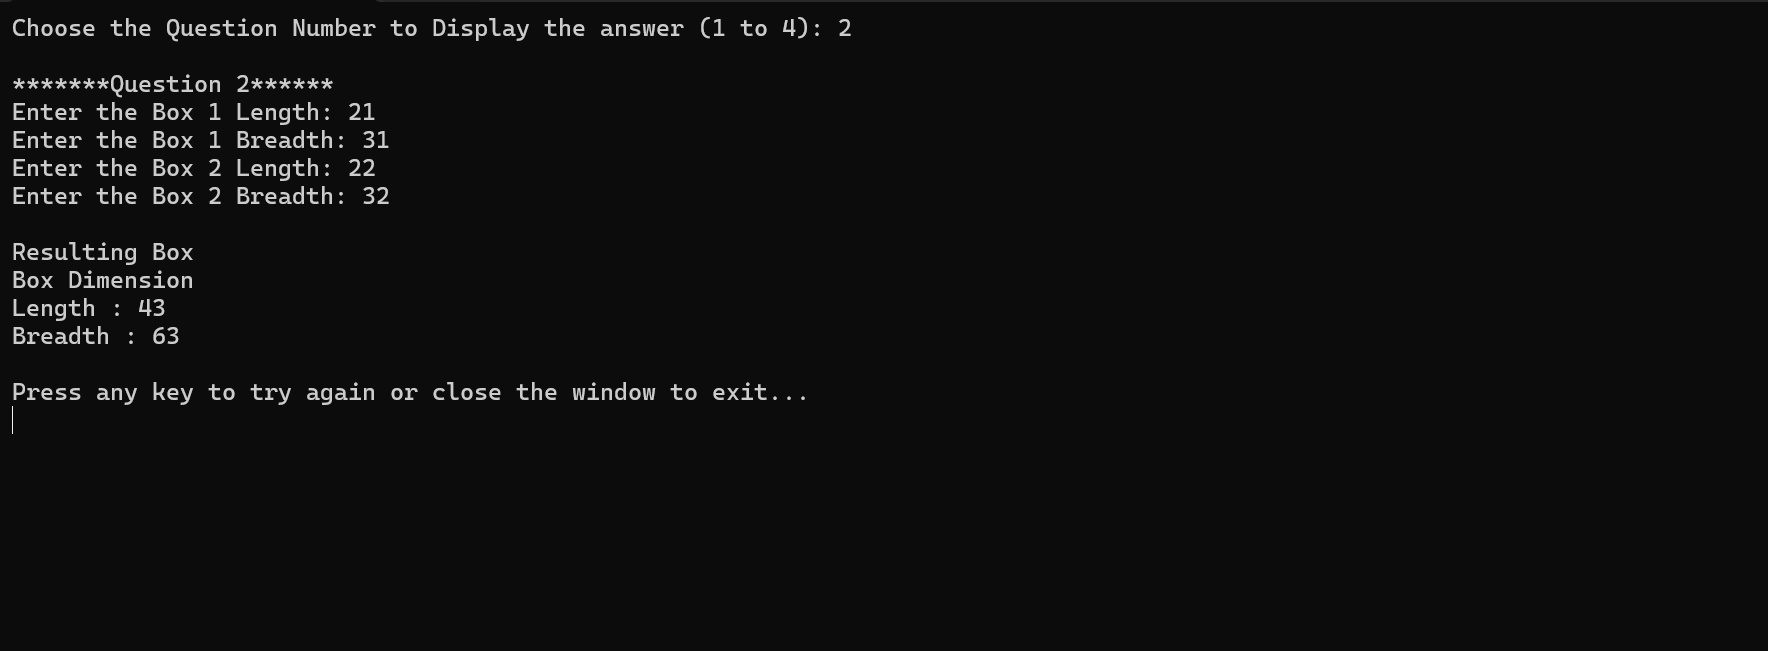 Choose the Question Number to Display the answer (1 to 4): 2
*******Question 2******
Enter the Box 1 Length: 21
Enter the Box 1 Breadth: 31
Enter the Box 2 Length: 22
Enter the Box 2 Breadth: 32
Resulting Box
Box Dimension
Length : 43
Breadth : 63
Press any key to try again or close the window to exit...